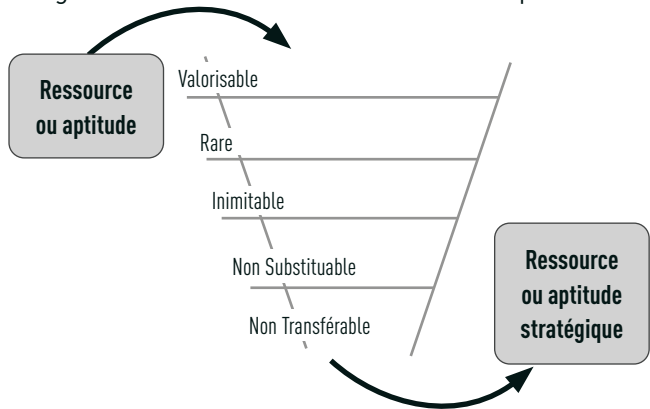 Ressource
ou aptitude
Valorisable
Rare
Inimitable
Non Substituable
Non Transférable
Ressource
ou aptitude
stratégique